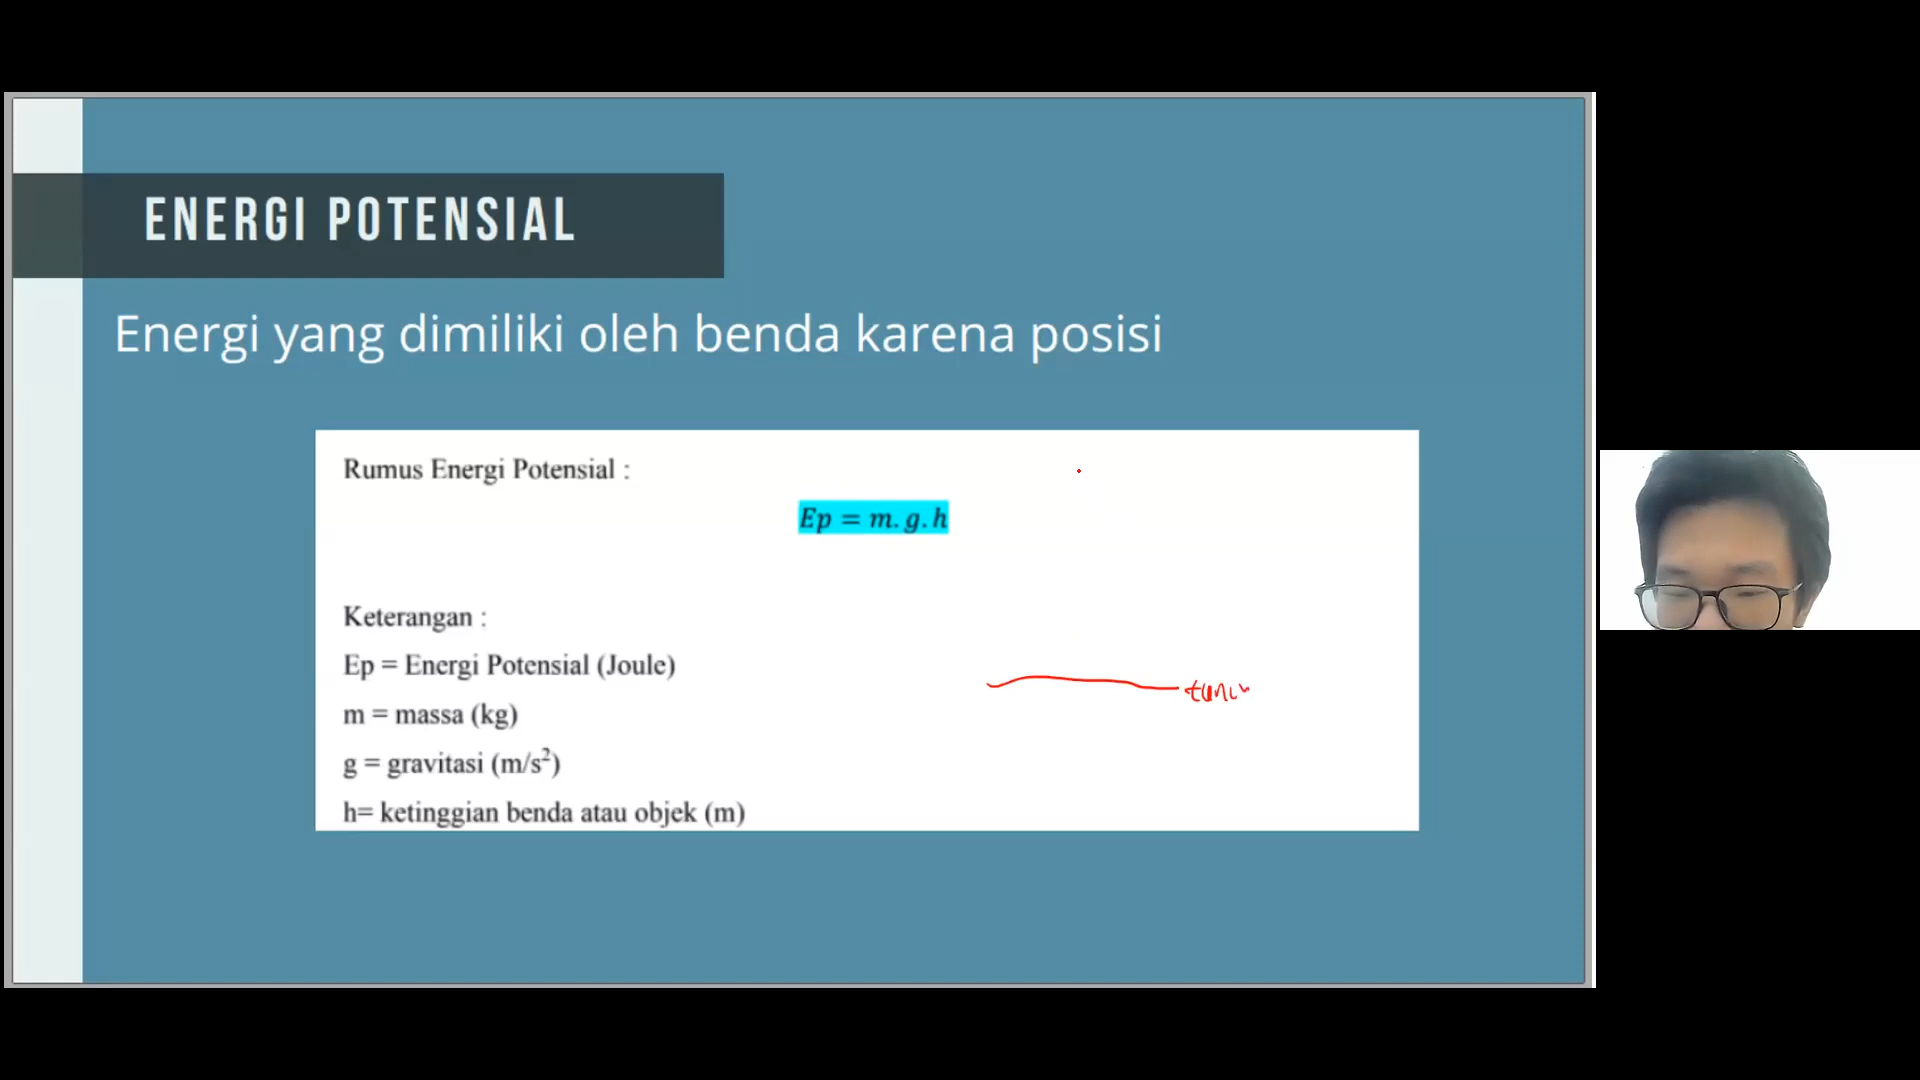 ENERGI POTENSIAL
Energi yang dimiliki oleh benda karena posisi
Rumus Energi Potensial :
Ep = m. g. h
Keterangan :
Ep = Energi Potensial (Joule)
m = massa (kg)
g = gravitasi (m/s²)
h= ketinggian benda atau objek (m)